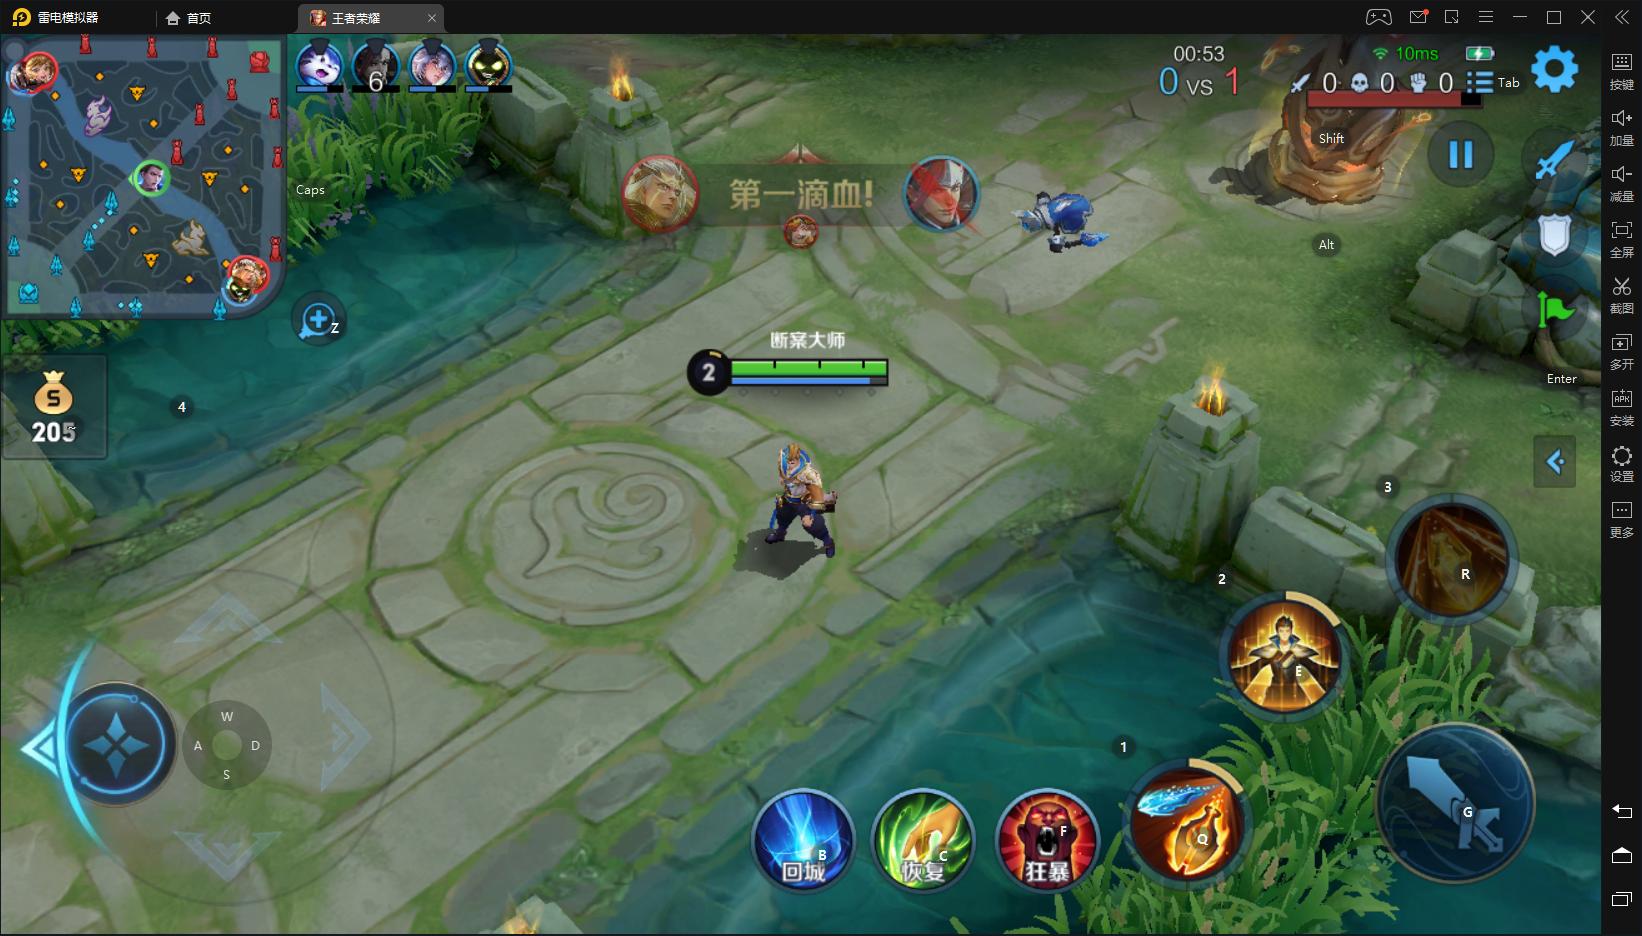 雷电模拟器
首页
王者荣耀
6
00:53
0 vs 1
10ms
0 0 0
Tab
Shift
第一滴血!
Caps
Alt
Z
断案大师
2
Enter
S
205
4
3
R
2
E
W
A D
S
1
G
B
回城
C
恢复
F
狂暴
Q
按键
加量
减量
全屏
截图
多开
APK
安装
设置
更多